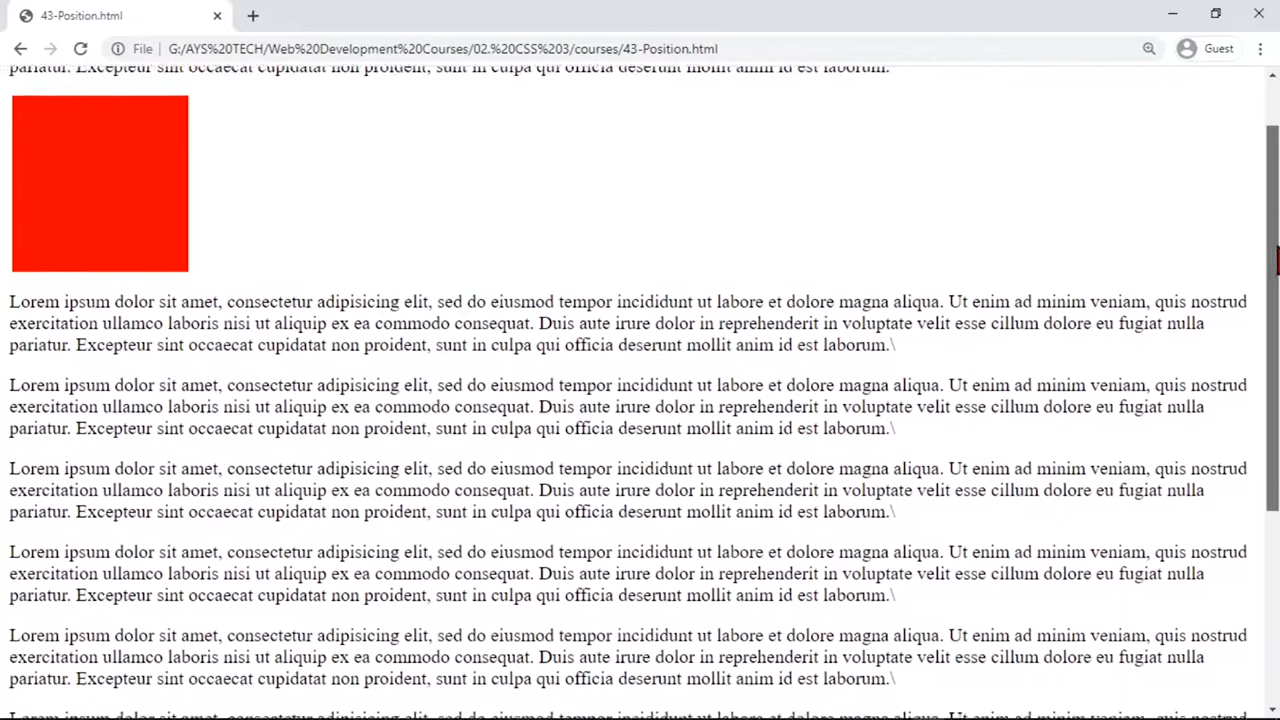 43-Position.html
File
G:/AYS%20TECH/Web%20Development%20Courses/02.%20CSS%203/courses/43-Position.html
Guest
pariatur. Excepteur sint occaecat cupidatat non proident, sunt in culpa qui officia deserunt mollit anim id est laborum.
Lorem ipsum dolor sit amet, consectetur adipisicing elit, sed do eiusmod tempor incididunt ut labore et dolore magna aliqua. Ut enim ad minim veniam, quis nostrud
exercitation ullamco laboris nisi ut aliquip ex ea commodo consequat. Duis aute irure dolor in reprehenderit in voluptate velit esse cillum dolore eu fugiat nulla
pariatur. Excepteur sint occaecat cupidatat non proident, sunt in culpa qui officia deserunt mollit anim id est laborum.\
Lorem ipsum dolor sit amet, consectetur adipisicing elit, sed do eiusmod tempor incididunt ut labore et dolore magna aliqua. Ut enim ad minim veniam, quis nostrud
exercitation ullamco laboris nisi ut aliquip ex ea commodo consequat. Duis aute irure dolor in reprehenderit in voluptate velit esse cillum dolore eu fugiat nulla
pariatur. Excepteur sint occaecat cupidatat non proident, sunt in culpa qui officia deserunt mollit anim id est laborum.\
Lorem ipsum dolor sit amet, consectetur adipisicing elit, sed do eiusmod tempor incididunt ut labore et dolore magna aliqua. Ut enim ad minim veniam, quis nostrud
exercitation ullamco laboris nisi ut aliquip ex ea commodo consequat. Duis aute irure dolor in reprehenderit in voluptate velit esse cillum dolore eu fugiat nulla
pariatur. Excepteur sint occaecat cupidatat non proident, sunt in culpa qui officia deserunt mollit anim id est laborum.\
Lorem ipsum dolor sit amet, consectetur adipisicing elit, sed do eiusmod tempor incididunt ut labore et dolore magna aliqua. Ut enim ad minim veniam, quis nostrud
exercitation ullamco laboris nisi ut aliquip ex ea commodo consequat. Duis aute irure dolor in reprehenderit in voluptate velit esse cillum dolore eu fugiat nulla
pariatur. Excepteur sint occaecat cupidatat non proident, sunt in culpa qui officia deserunt mollit anim id est laborum.\
Lorem ipsum dolor sit amet, consectetur adipisicing elit, sed do eiusmod tempor incididunt ut labore et dolore magna aliqua. Ut enim ad minim veniam, quis nostrud
exercitation ullamco laboris nisi ut aliquip ex ea commodo consequat. Duis aute irure dolor in reprehenderit in voluptate velit esse cillum dolore eu fugiat nulla
pariatur. Excepteur sint occaecat cupidatat non proident, sunt in culpa qui officia deserunt mollit anim id est laborum.\